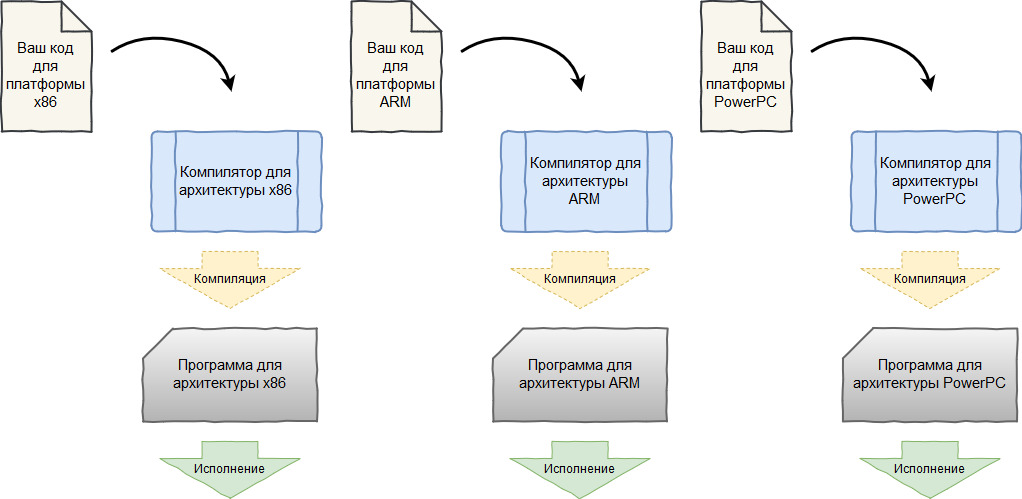 Ваш код
для
платформы
x86
Ваш код
для
платформы
ARM
Ваш код
для
платформы
PowerPC
Компилятор для
архитектуры x86
Компилятор для
архитектуры
ARM
Компилятор для
архитектуры
PowerPC
Компиляция
Компиляция
Компиляция
Программа для
архитектуры x86
Программа для
архитектуры ARM
Программа для
архитектуры PowerPC
Исполнение
Исполнение
Исполнение